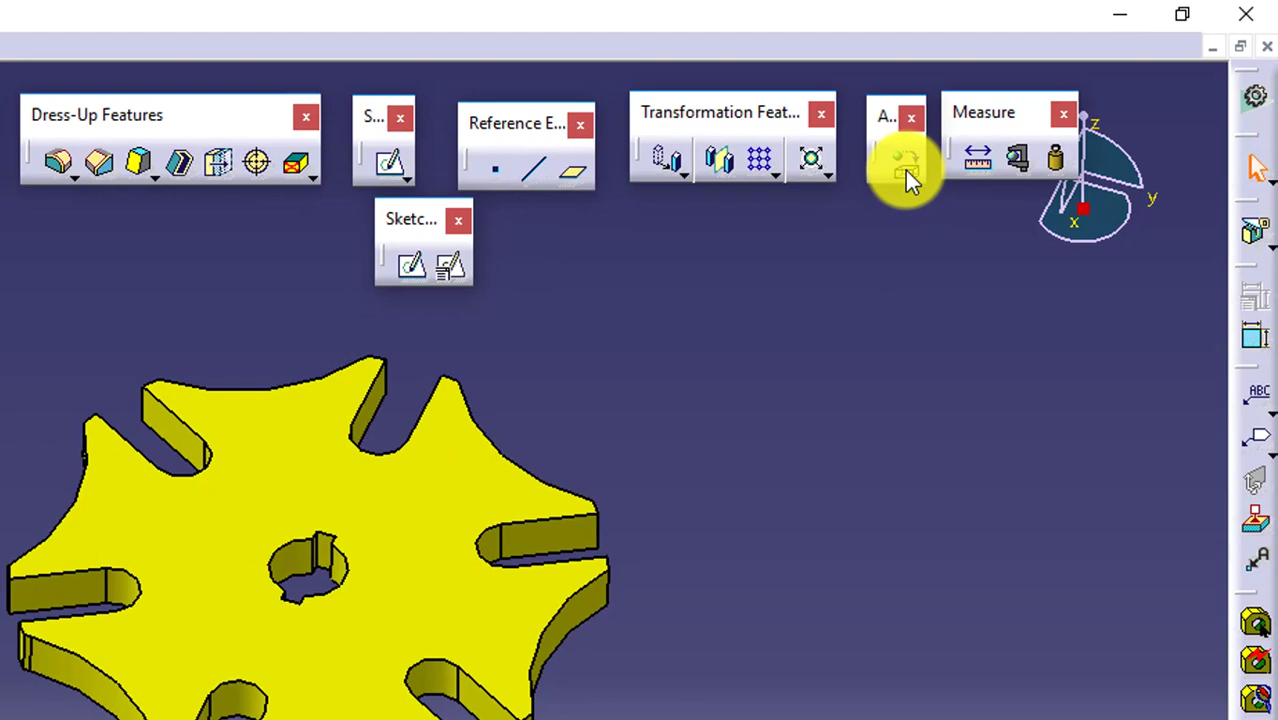 Dress-Up Features
S...
Reference E...
Transformation Feat...
A..
Measure
Sketc...
z
y
x
ABC
A